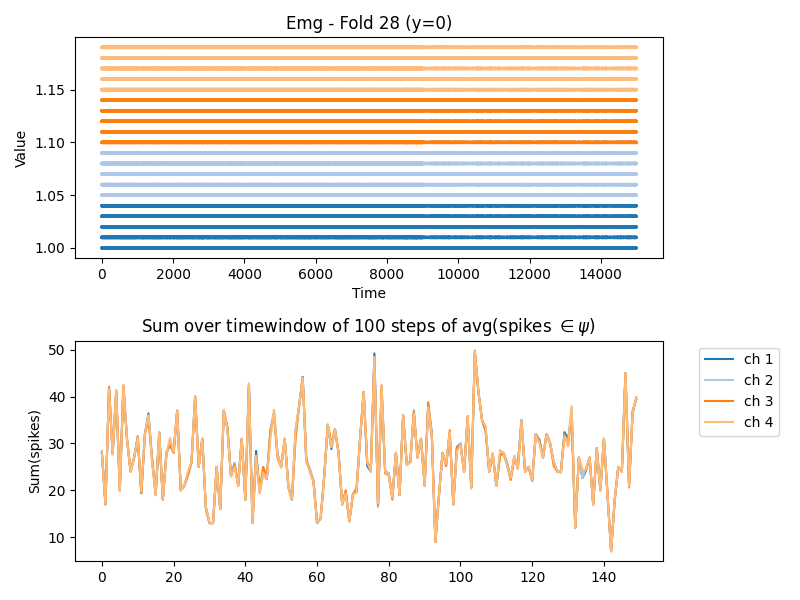 Emg - Fold 28 (y=0)
Value
1.15
1.10
1.05
1.00
0 2000 4000 6000 8000 10000 12000 14000
Time
Sum over timewindow of 100 steps of avg(spikes ∈ ψ)
Sum(spikes)
50
40
30
20
10
0 20 40 60 80 100 120 140
ch 1
ch 2
ch 3
ch 4